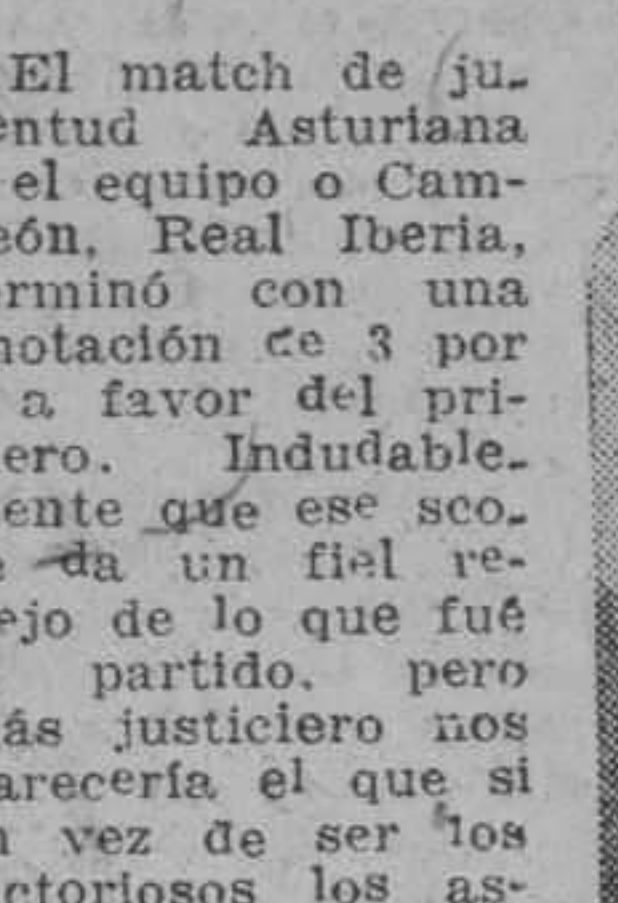 El match de ju-
entud Asturiana
el equipo o Cam-
eón, Real Iberia,
erminó con una
notación de 3 por
a favor del pri-
ero. Indudable-
ente que ese sco-
e da un fiel re-
ejo de lo que fué
partido, pero
ás justiciero nos
arecería el que si
n vez de ser los
ctoriosos los as-